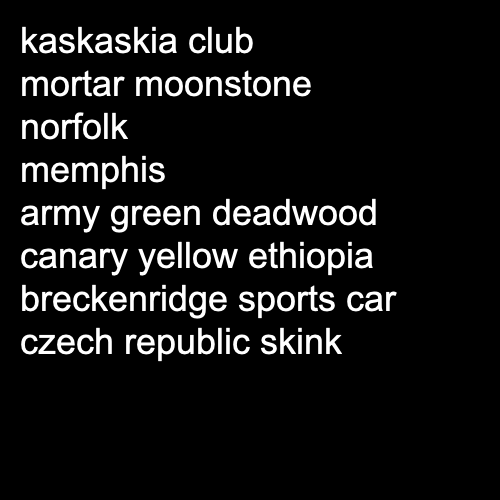 kaskaskia club
mortar moonstone
norfolk
memphis
army green deadwood
canary yellow ethiopia
breckenridge sports car
czech republic skink